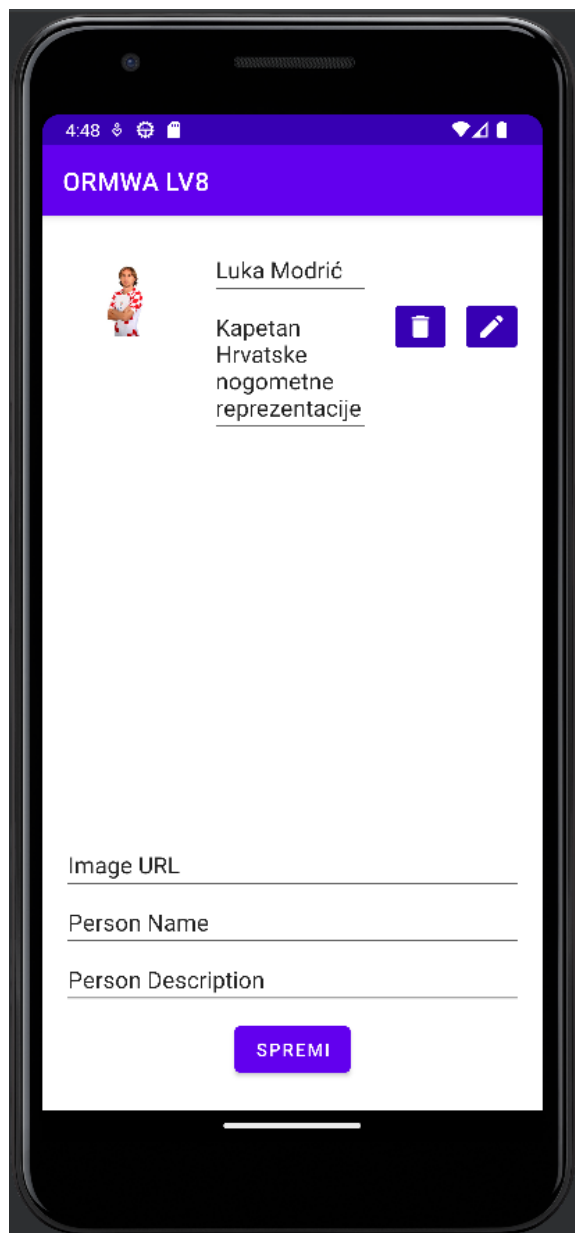 4:48
ORMWA LV8
Luka Modrić
Kapetan
Hrvatske
nogometne
reprezentacije
Image URL
Person Name
Person Description
SPREMI